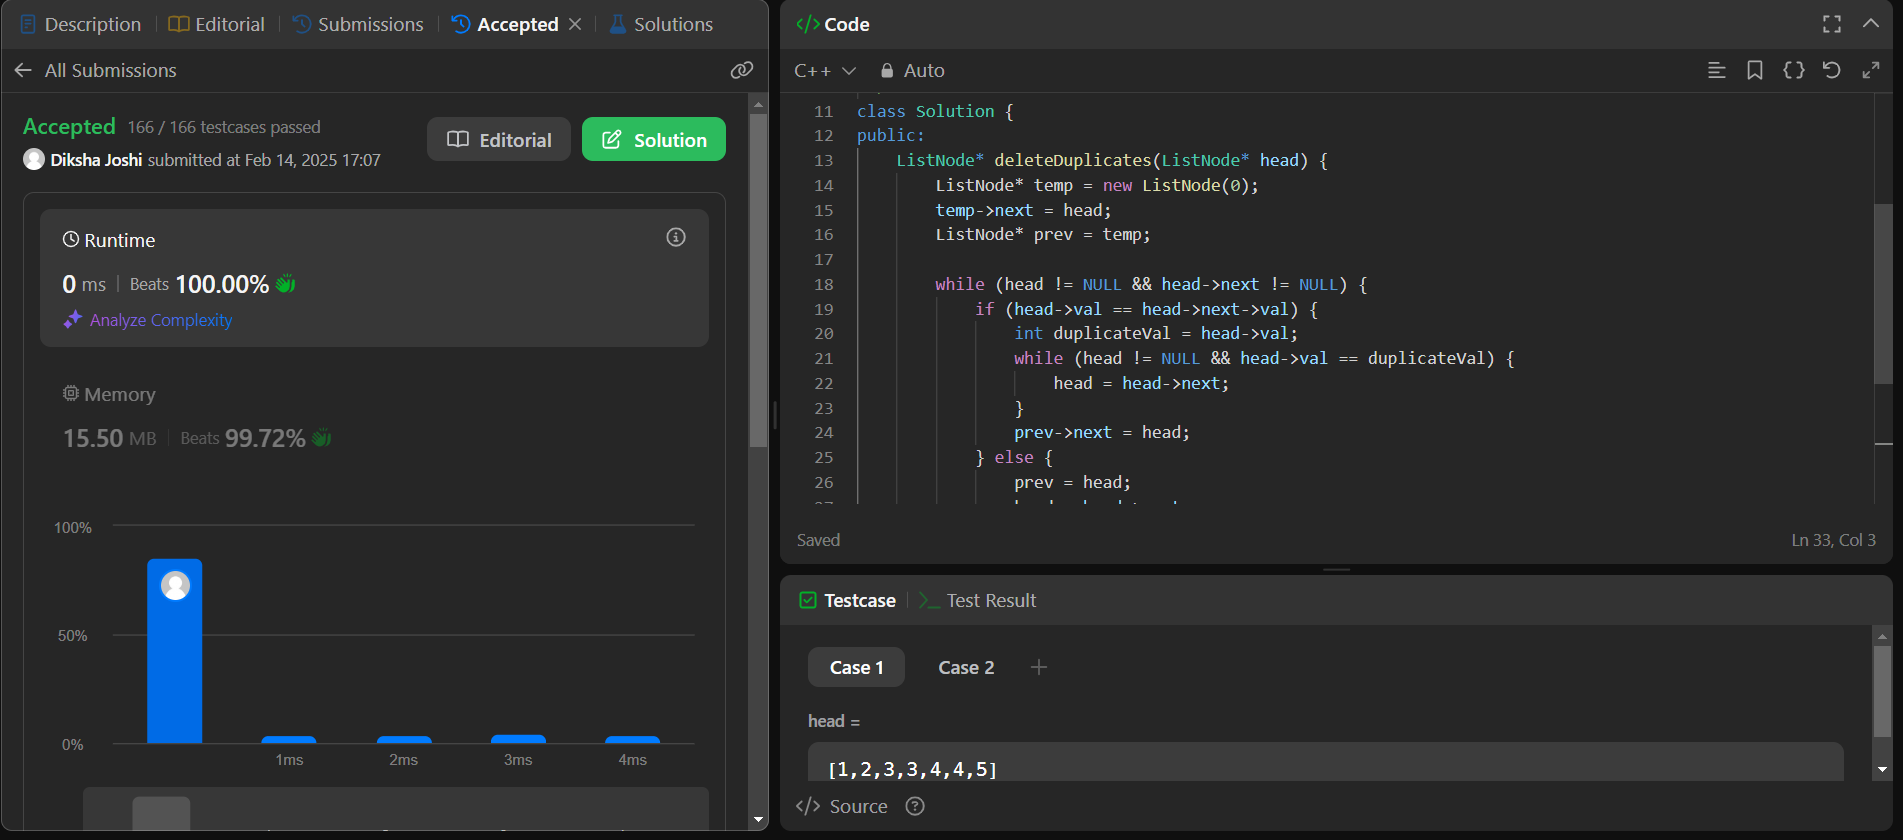 Description Editorial Submissions Accepted Solutions
All Submissions
Accepted 166 / 166 testcases passed
Diksha Joshi submitted at Feb 14, 2025 17:07
Editorial
Solution
Runtime
0 ms Beats 100.00%
Analyze Complexity
Memory
15.50 MB Beats 99.72%
100%
50%
0%
1ms 2ms 3ms 4ms
</> Code
C++ Auto
11 class Solution {
12 public:
13 ListNode* deleteDuplicates(ListNode* head) {
14 ListNode* temp = new ListNode(0);
15 temp->next = head;
16 ListNode* prev = temp;
17
18 while (head != NULL && head->next != NULL) {
19 if (head->val == head->next->val) {
20 int duplicateVal = head->val;
21 while (head != NULL && head->val == duplicateVal) {
22 head = head->next;
23 }
24 prev->next = head;
25 } else {
26 prev = head;
Saved
Ln 33, Col 3
Testcase Test Result
Case 1 Case 2 +
head =
[1,2,3,3,4,4,5]
</> Source